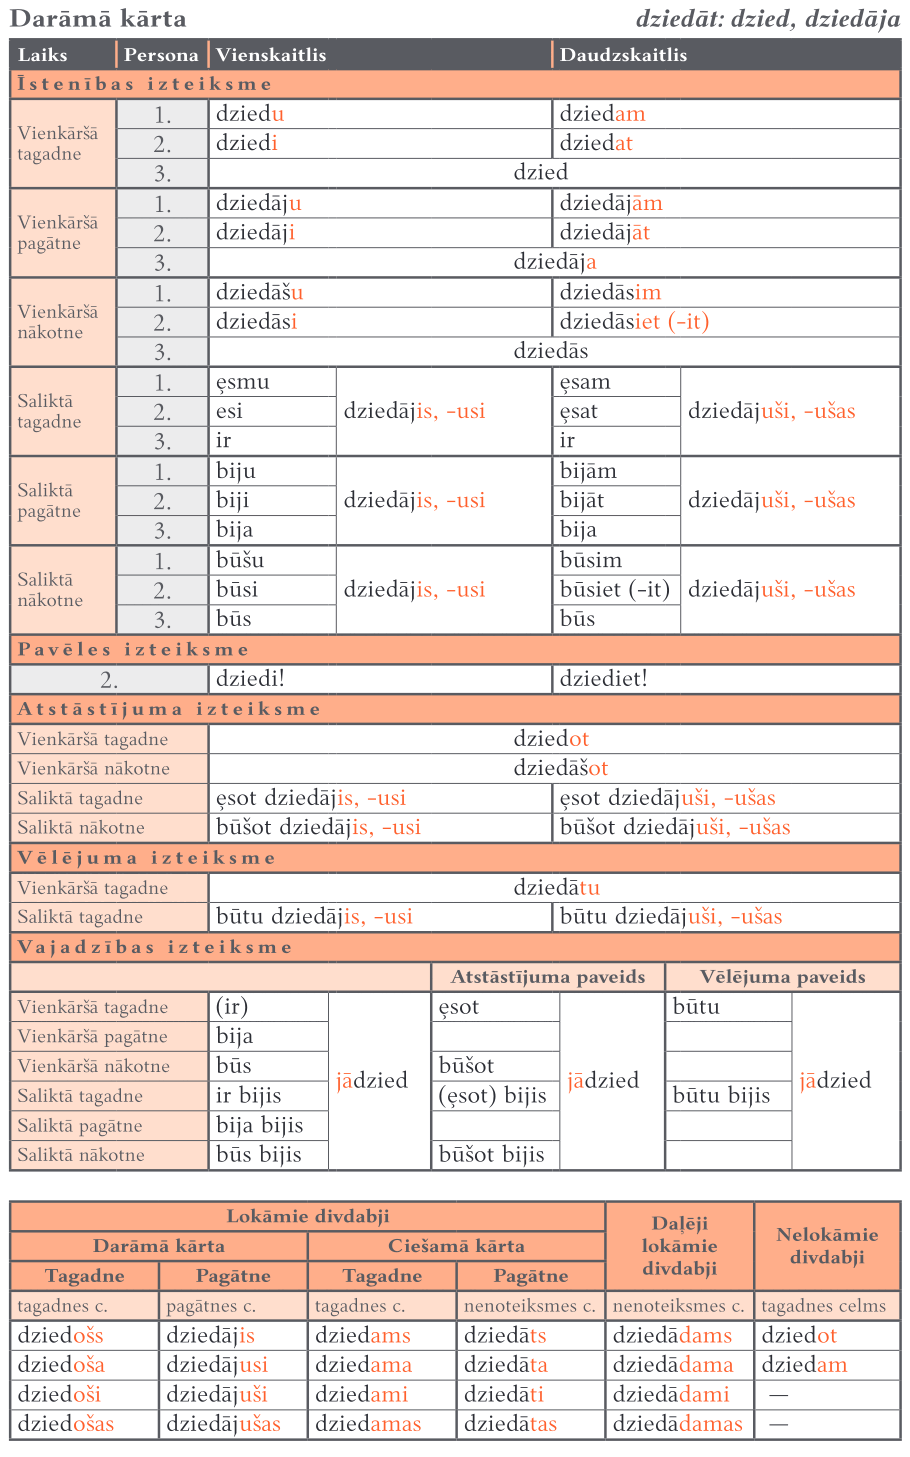 Darāmā kārta dziedāt: dzied, dziedāja
Laiks Persona Vienskaitlis Daudzskaitlis
Īstenības izteiksme
Vienkāršā tagadne
1. dziedu dziedam
2. dziedi dziedat
3. dzied
Vienkāršā pagātne
1. dziedāju dziedājām
2. dziedāji dziedājāt
3. dziedāja
Vienkāršā nākotne
1. dziedāšu dziedāsim
2. dziedāsi dziedāsiet (-it)
3. dziedās
Saliktā tagadne
1. ȩsmu ȩsam
2. esi dziedājis, -usi ȩsat dziedājuši, -ušas
3. ir ir
Saliktā pagātne
1. biju bijām
2. biji dziedājis, -usi bijāt dziedājuši, -ušas
3. bija bija
Saliktā nākotne
1. būšu būsim
2. būsi dziedājis, -usi būsiet (-it) dziedājuši, -ušas
3. būs būs
Pavēles izteiksme
2. dziedi! dziediet!
Atstāstījuma izteiksme
Vienkāršā tagadne dziedot
Vienkāršā nākotne dziedāšot
Saliktā tagadne ȩsot dziedājis, -usi ȩsot dziedājuši, -ušas
Saliktā nākotne būšot dziedājis, -usi būšot dziedājuši, -ušas
Vēlējuma izteiksme
Vienkāršā tagadne dziedātu
Saliktā tagadne būtu dziedājis, -usi būtu dziedājuši, -ušas
Vajadzības izteiksme
Atstāstījuma paveids Vēlējuma paveids
Vienkāršā tagadne (ir) ȩsot būtu
Vienkāršā pagātne bija
Vienkāršā nākotne būs būšot
jādzied jādzied jādzied
Saliktā tagadne ir bijis (ȩsot) bijis būtu bijis
Saliktā pagātne bija bijis
Saliktā nākotne būs bijis būšot bijis
Lokāmie divdabji Daļēji lokāmie divdabji Nelokāmie divdabji
Darāmā kārta Ciešamā kārta
Tagadne Pagātne Tagadne Pagātne
tagadnes c. pagātnes c. tagadnes c. nenoteiksmes c. nenoteiksmes c. tagadnes celms
dziedošs dziedājis dziedams dziedāts dziedādams dziedot
dziedoša dziedājusi dziedama dziedāta dziedādama dziedam
dziedoši dziedājuši dziedami dziedāti dziedādami —
dziedošas dziedājušas dziedamas dziedātas dziedādamas —